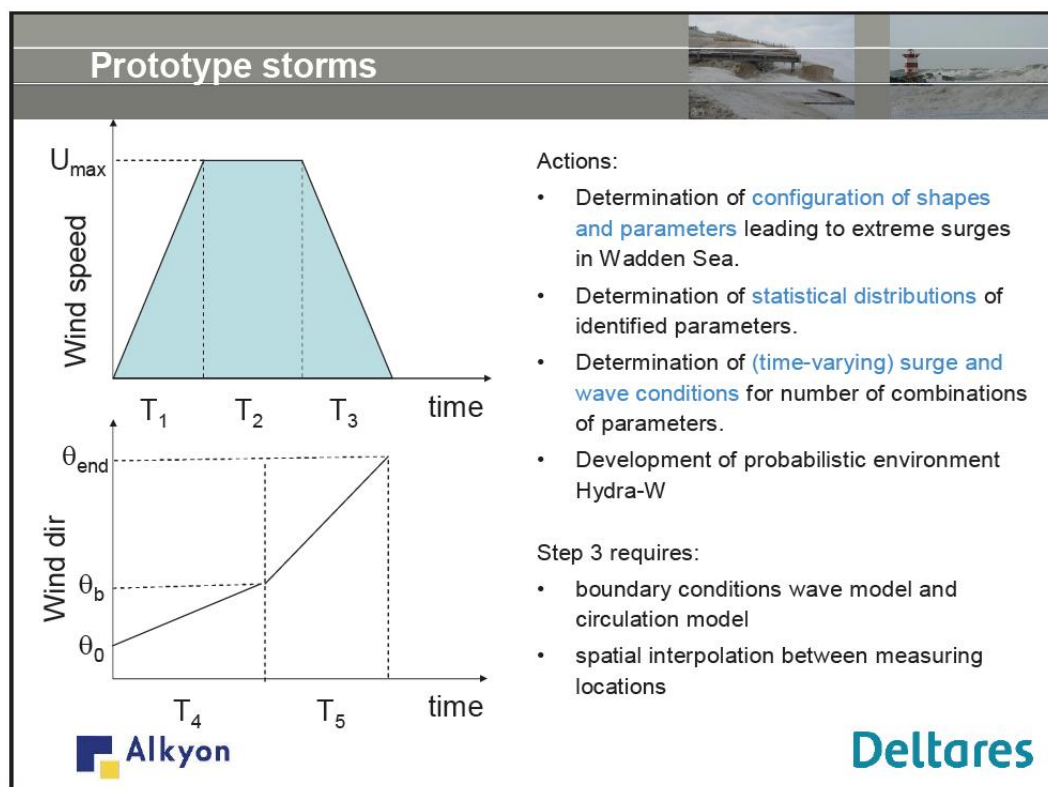 Prototype storms
Umax
Wind speed
T1
T2
T3
time
θend
Wind dir
θb
θ0
T4
T5
time
Actions:
• Determination of configuration of shapes
and parameters leading to extreme surges
in Wadden Sea.
• Determination of statistical distributions of
identified parameters.
• Determination of (time-varying) surge and
wave conditions for number of combinations
of parameters.
• Development of probabilistic environment
Hydra-W
Step 3 requires:
• boundary conditions wave model and
circulation model
• spatial interpolation between measuring
locations
Alkyon
Deltares